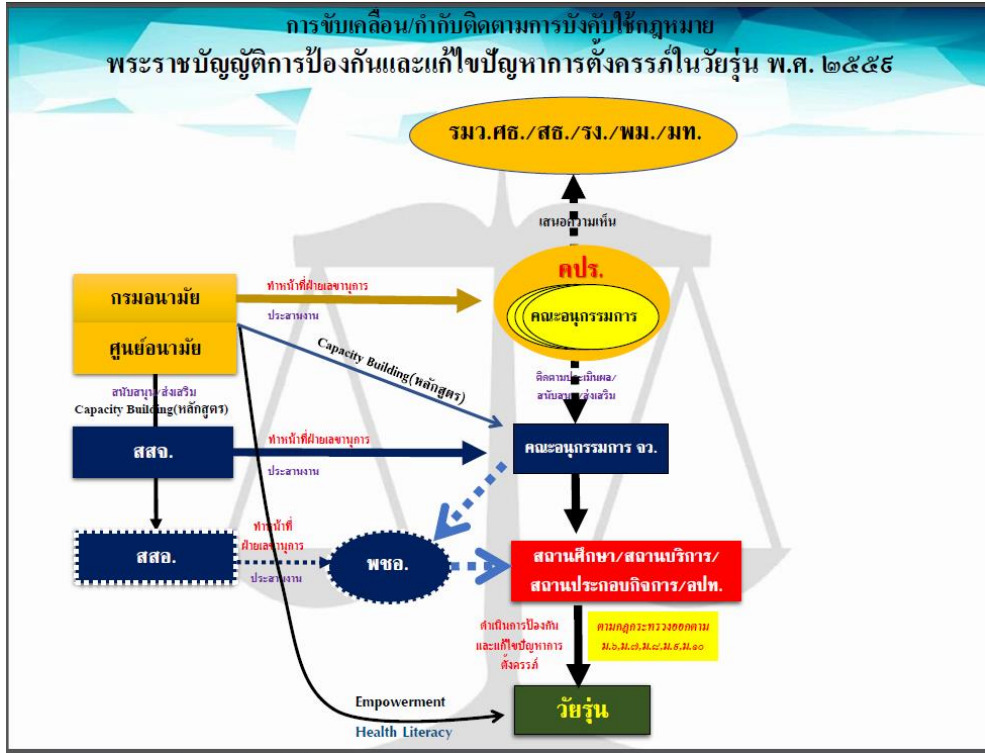 การขับเคลื่อน/กำกับติดตามการบังคับใช้กฎหมาย
พระราชบัญญัติการป้องกันและแก้ไขปัญหาการตั้งครรภ์ในวัยรุ่น พ.ศ. ๒๕๕๙
รมว.ศธ./สธ./รง./พม./มท.
เสนอความเห็น
คปร.
คณะอนุกรรมการ
กรมอนามัย
ทำหน้าที่ฝ่ายเลขานุการ
ประสานงาน
ศูนย์อนามัย
Capacity Building(หลักสูตร)
ติดตามประเมินผล/
สนับสนุน/ส่งเสริม
สนับสนุน/ส่งเสริม
Capacity Building(หลักสูตร)
สสจ.
ทำหน้าที่ฝ่ายเลขานุการ
ประสานงาน
คณะอนุกรรมการ จว.
สสอ.
ทำหน้าที่
ฝ่ายเลขานุการ
ประสานงาน
พชอ.
สถานศึกษา/สถานบริการ/
สถานประกอบกิจการ/อปท.
ดำเนินการป้องกัน
และแก้ไขปัญหาการ
ตั้งครรภ์
ตามกฎกระทรวงออกตาม
ม.๖,ม.๗,ม.๘,ม.๙,ม.๑๐
Empowerment
Health Literacy
วัยรุ่น